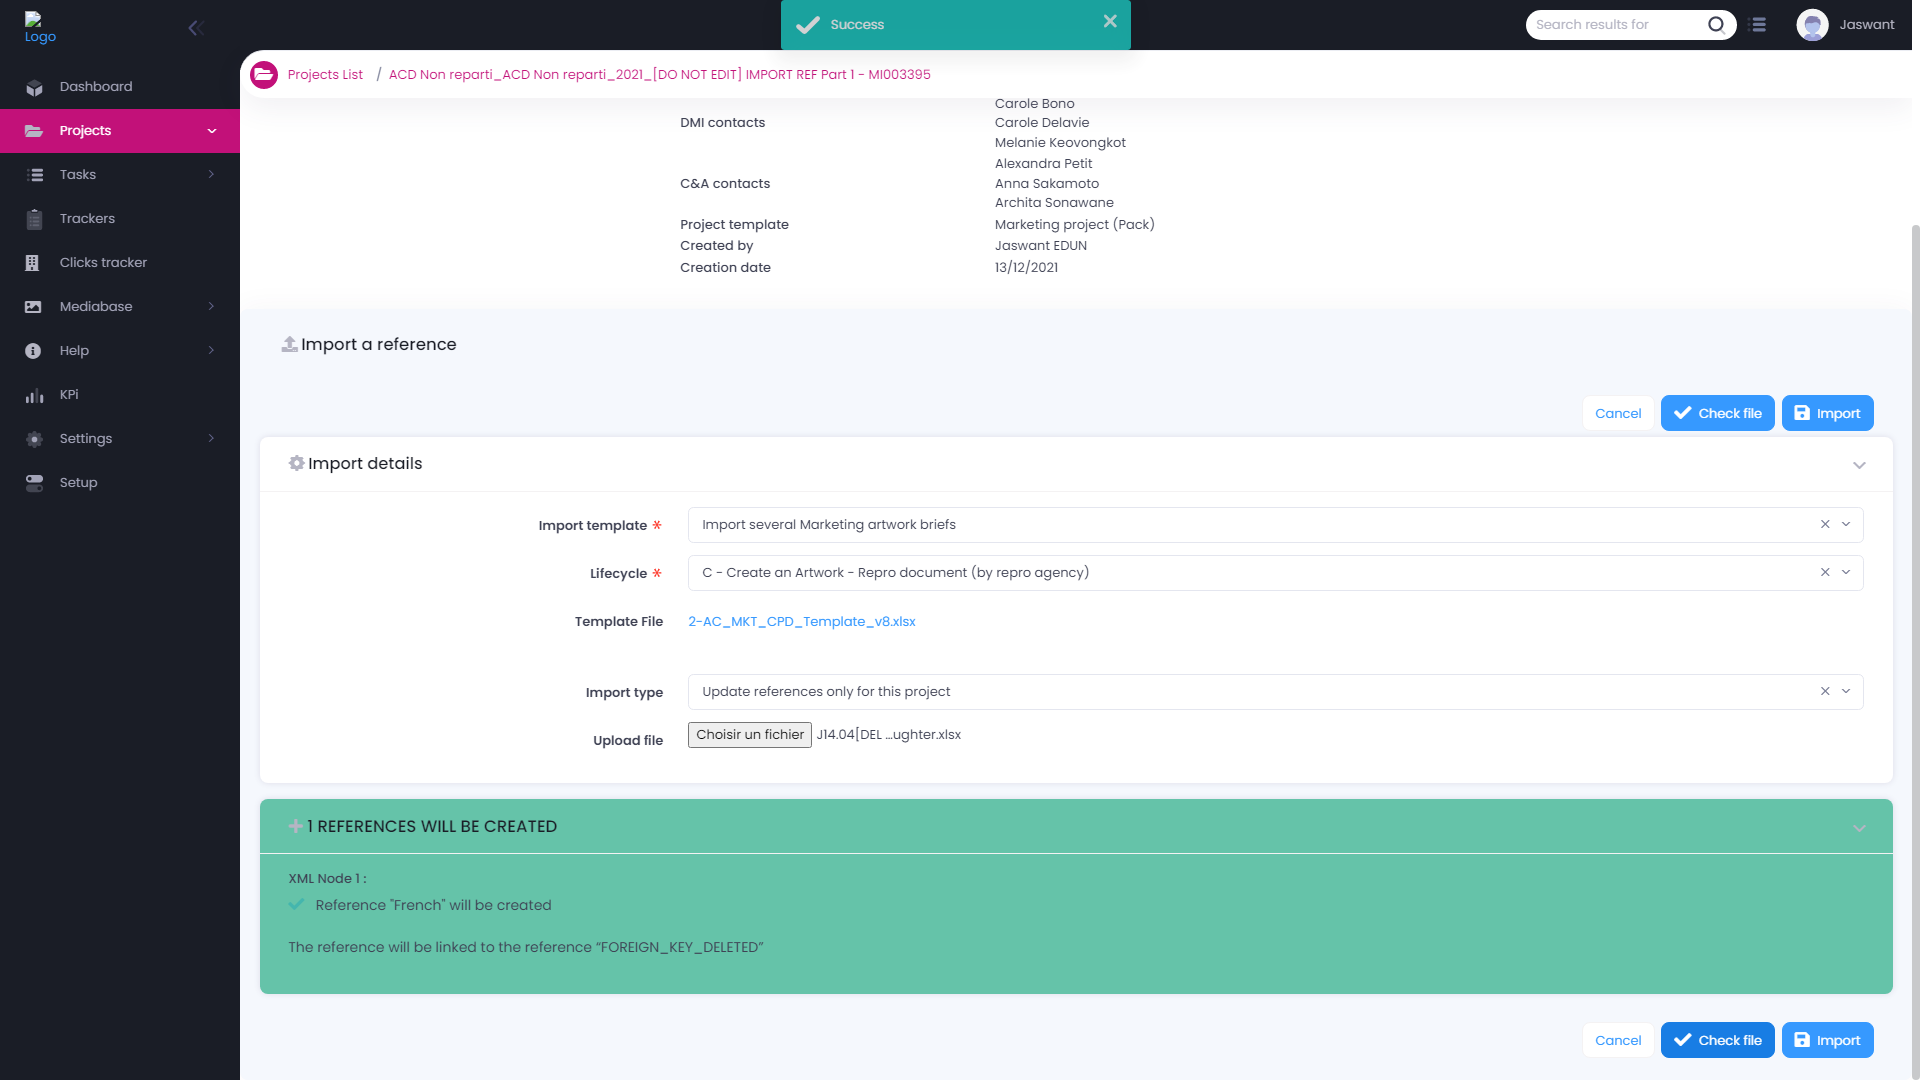 Logo
Success
Search results for
Jaswant
Projects List / ACD Non reparti_ACD Non reparti_2021_[DO NOT EDIT] IMPORT REF Part 1 - MI003395
Dashboard
Projects
Tasks
Trackers
Clicks tracker
Mediabase
Help
KPi
Settings
Setup
Carole Bono
DMI contacts Carole Delavie
Melanie Keovongkot
Alexandra Petit
C&A contacts Anna Sakamoto
Archita Sonawane
Project template Marketing project (Pack)
Created by Jaswant EDUN
Creation date 13/12/2021
Import a reference
Cancel Check file Import
Import details
Import template * Import several Marketing artwork briefs
Lifecycle * C - Create an Artwork - Repro document (by repro agency)
Template File 2-AC_MKT_CPD_Template_v8.xlsx
Import type Update references only for this project
Upload file Choisir un fichier J14.04[DEL ...ughter.xlsx
1 REFERENCES WILL BE CREATED
XML Node 1 :
Reference "French" will be created
The reference will be linked to the reference “FOREIGN_KEY_DELETED”
Cancel Check file Import